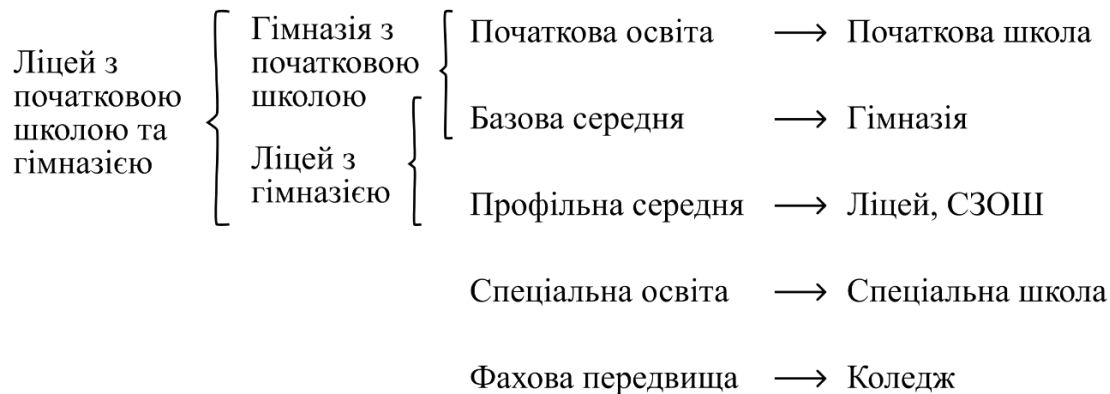 Ліцей з
початковою
школою та
гімназією
Гімназія з
початковою
школою
Ліцей з
гімназією
Початкова освіта ⟶ Початкова школа
Базова середня ⟶ Гімназія
Профільна середня ⟶ Ліцей, СЗОШ
Спеціальна освіта ⟶ Спеціальна школа
Фахова передвища ⟶ Коледж